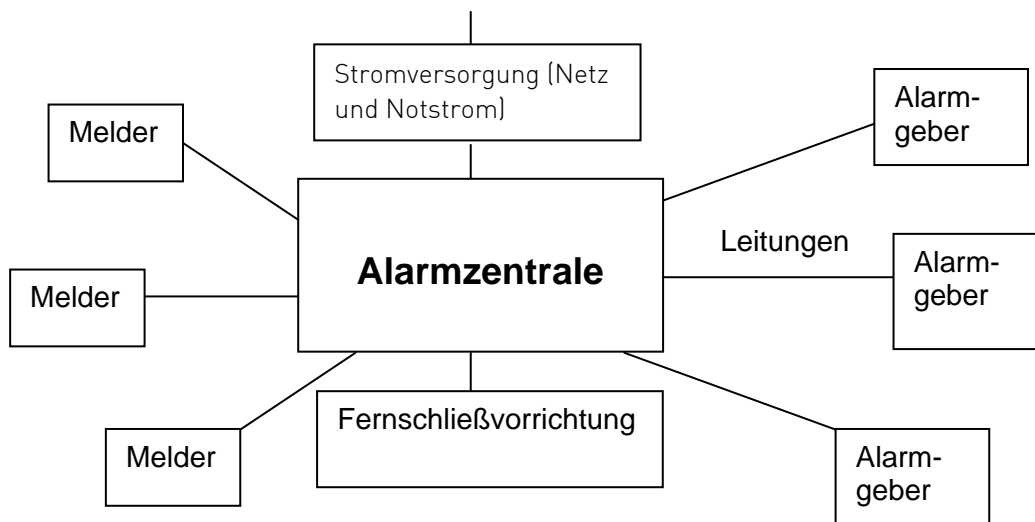 Stromversorgung (Netz
und Notstrom)
Melder
Alarm-
geber
Alarmzentrale
Leitungen
Melder
Alarm-
geber
Fernschließvorrichtung
Melder
Alarm-
geber